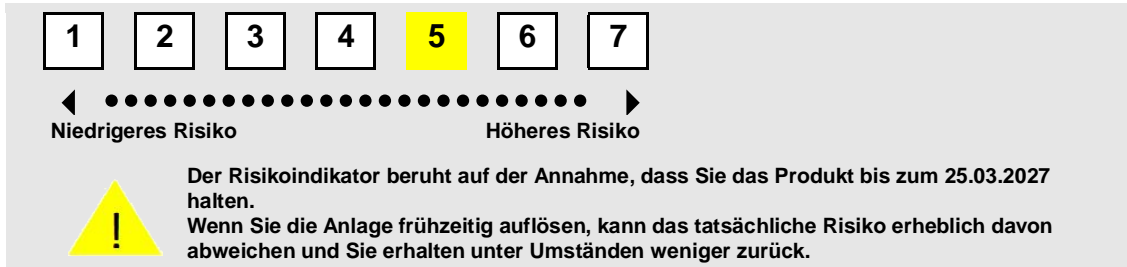 1 2 3 4 5 6 7
Niedrigeres Risiko Höheres Risiko
!
Der Risikoindikator beruht auf der Annahme, dass Sie das Produkt bis zum 25.03.2027
halten.
Wenn Sie die Anlage frühzeitig auflösen, kann das tatsächliche Risiko erheblich davon
abweichen und Sie erhalten unter Umständen weniger zurück.